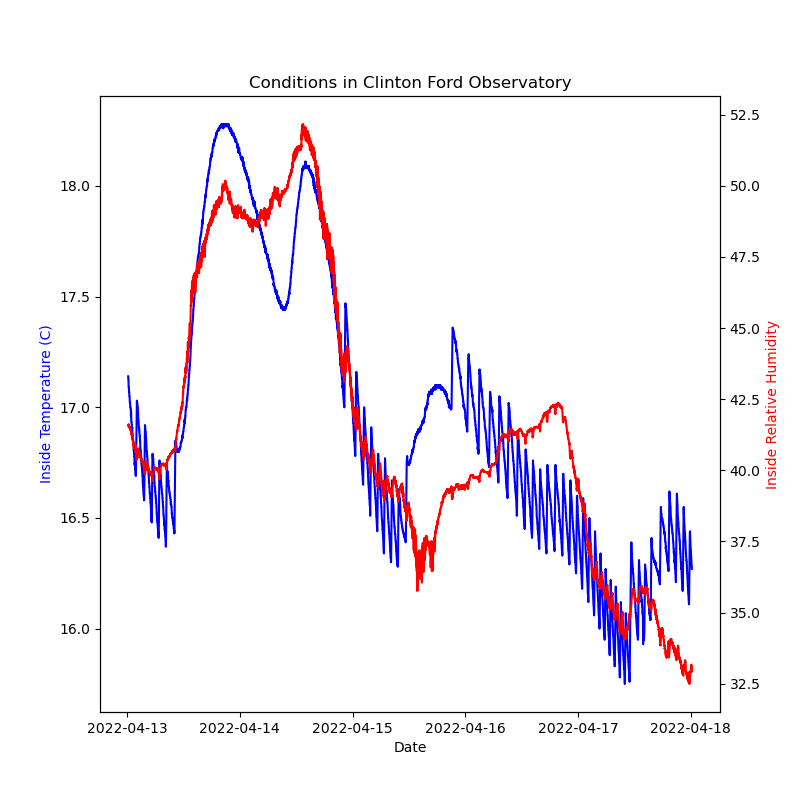 Conditions in Clinton Ford Observatory
Inside Temperature (C)
18.0
17.5
17.0
16.5
16.0
52.5
50.0
47.5
45.0
42.5
40.0
37.5
35.0
32.5
Inside Relative Humidity
2022-04-13 2022-04-14 2022-04-15 2022-04-16 2022-04-17 2022-04-18
Date